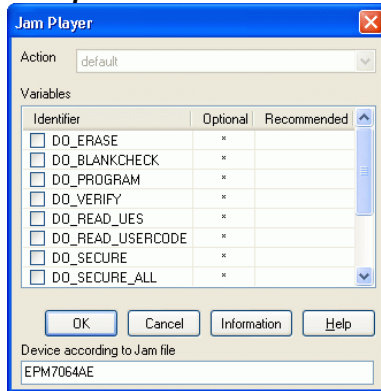 Jam Player
Action default
Variables
Identifier Optional Recommended
DO_ERASE *
DO_BLANKCHECK *
DO_PROGRAM *
DO_VERIFY *
DO_READ_UES *
DO_READ_USERCODE *
DO_SECURE *
DO_SECURE_ALL *
OK Cancel Information Help
Device according to Jam file
EPM7064AE